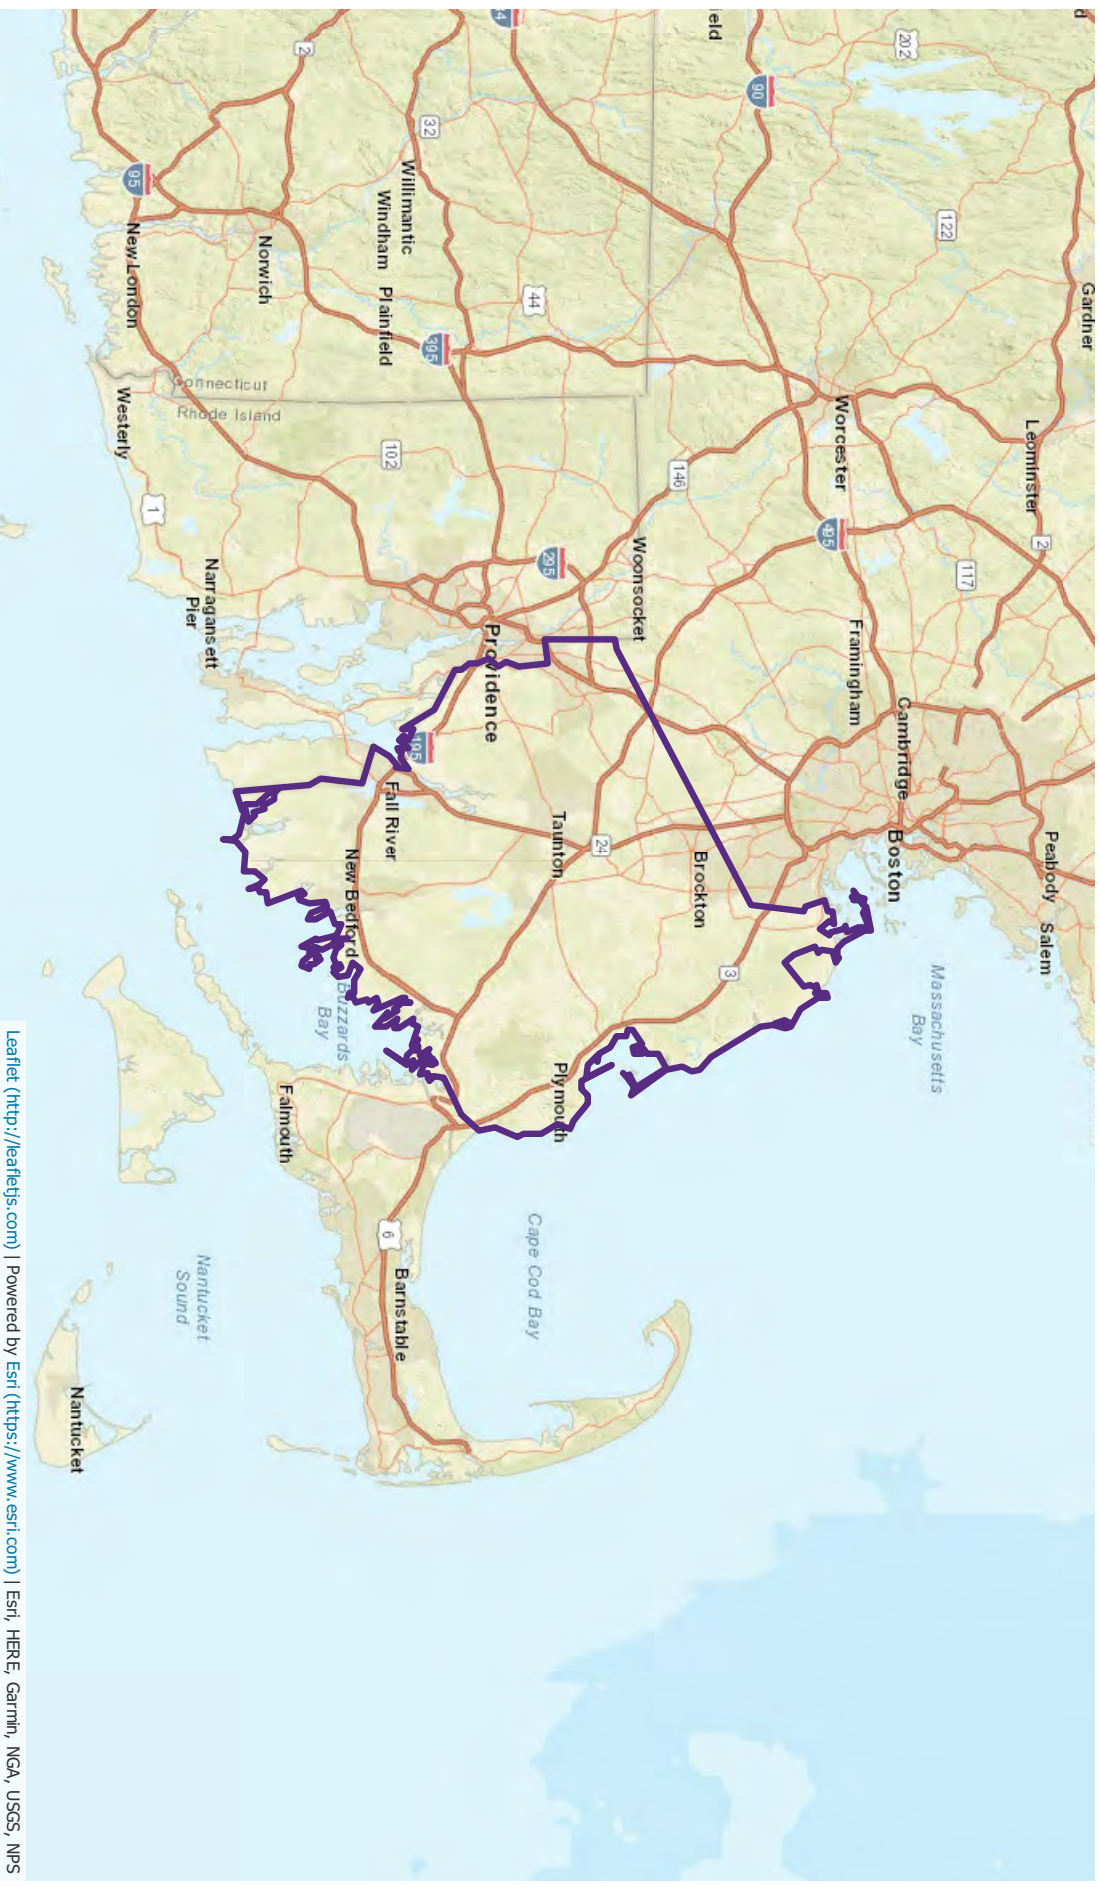 d
Gardner
Peabody
Salem
Leominster
2
117
122
Massachusetts
Bay
202
Cambridge
Boston
Framingham
Worcester
495
90
3
ield
Brockton
146
Woonsocket
24
Plymouth
Taunton
295
44
Cape Cod Bay
4
Providence
395
32
195
Willimantic
Barnstable
102
Fall River
6
Plainfield
Windham
New Bedford
Buzzards
Bay
2
Falmouth
Norwich
Connecticut
Rhode Island
Narragansett
Pier
Nantucket
Sound
1
95
New London
Westerly
Nantucket
Leaflet (http://leafletjs.com) | Powered by Esri (https://www.esri.com) | Esri, HERE, Garmin, NGA, USGS, NPS